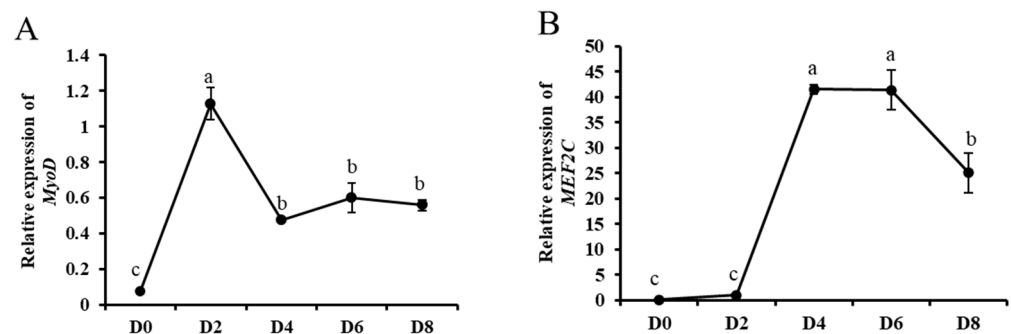 A
Relative expression of
MyoD
1.4
1.2
1
0.8
0.6
0.4
0.2
0
c
a
b
b
b
D0 D2 D4 D6 D8
B
Relative expression of
MEF2C
50
45
40
35
30
25
20
15
10
5
0
c
c
a
a
b
D0 D2 D4 D6 D8